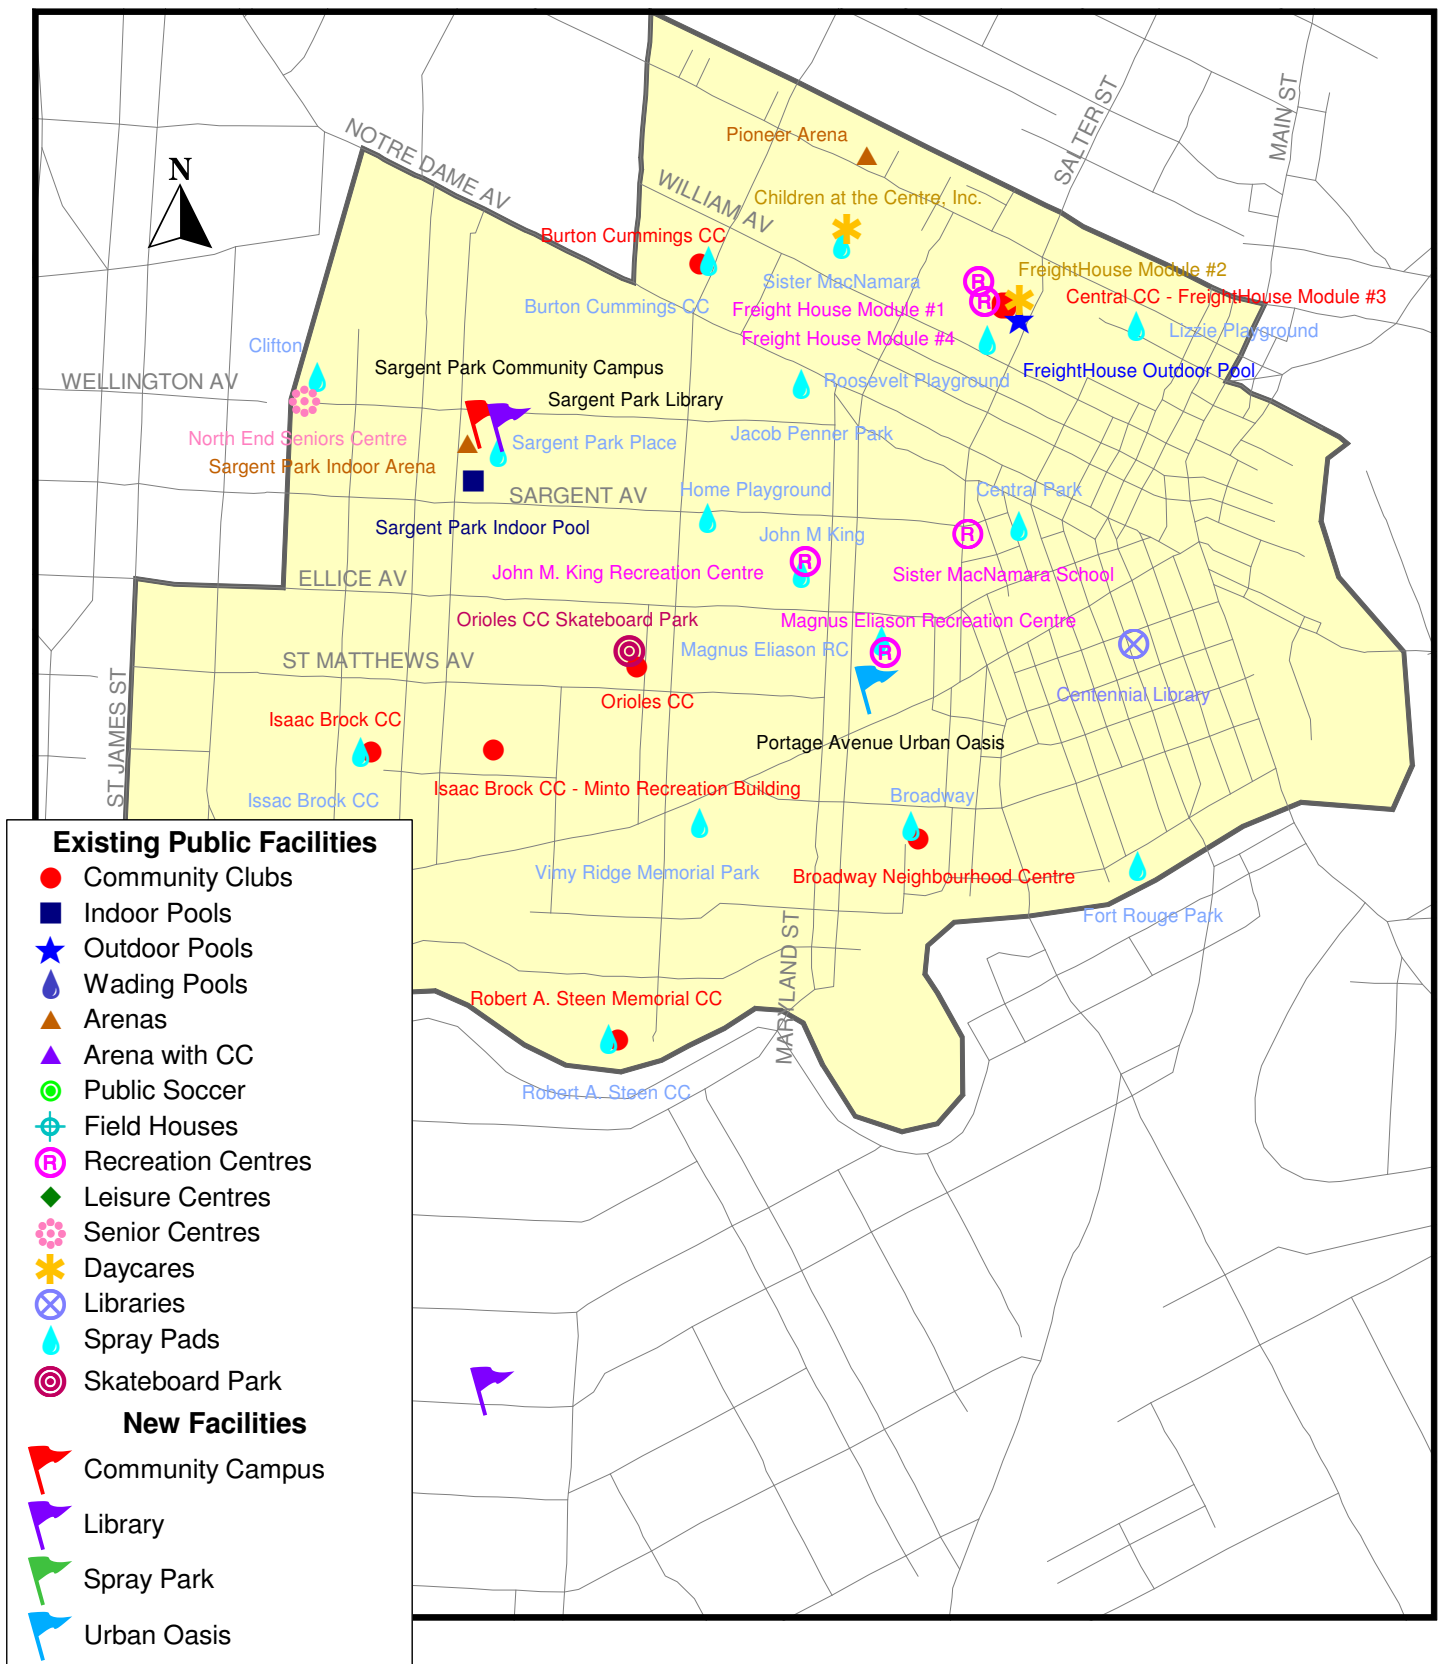 NOTRE DAME AV
SALTER ST
MAIN ST
Pioneer Arena
N
WILLIAM AV
Children at the Centre, Inc.
Burton Cummings CC
Sister MacNamara
FreightHouse Module #2
Central CC - FreightHouse Module #3
Burton Cummings CC
Freight House Module #1
Lizzie Playground
Freight House Module #4
Clifton
Sargent Park Community Campus
FreightHouse Outdoor Pool
WELLINGTON AV
Roosevelt Playground
Sargent Park Library
North End Seniors Centre
Sargent Park Place
Jacob Penner Park
Sargent Park Indoor Arena
SARGENT AV
Home Playground
Central Park
Sargent Park Indoor Pool
John M King
R
R
R
R
R
ELLICE AV
John M. King Recreation Centre
Sister MacNamara School
Orioles CC Skateboard Park
Magnus Eliason Recreation Centre
ST MATTHEWS AV
Magnus Eliason RC
Centennial Library
ST JAMES ST
Isaac Brock CC
Orioles CC
Portage Avenue Urban Oasis
Isaac Brock CC - Minto Recreation Building
Issac Brock CC
Broadway
Vimy Ridge Memorial Park
Broadway Neighbourhood Centre
Fort Rouge Park
MARYLAND ST
Robert A. Steen Memorial CC
Robert A. Steen CC
Existing Public Facilities
Community Clubs
Indoor Pools
Outdoor Pools
Wading Pools
Arenas
Arena with CC
Public Soccer
Field Houses
R Recreation Centres
Leisure Centres
Senior Centres
Daycares
Libraries
Spray Pads
Skateboard Park
New Facilities
Community Campus
Library
Spray Park
Urban Oasis